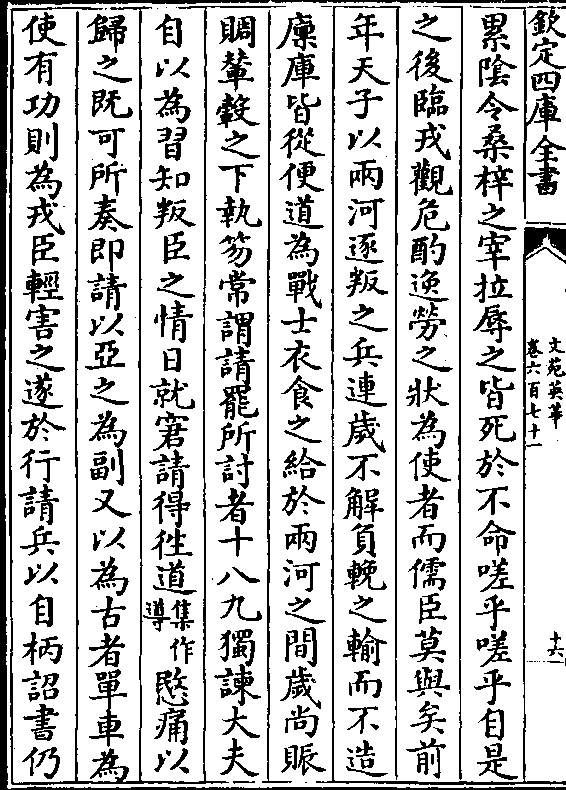 欽定四庫全書
文苑英華
卷六百七十一
十六
累陰令桑梓之宰拉辱之皆死於不命嗟乎嗟乎自是
之後臨戎觀危酌逸勞之狀為使者而儒臣莫與矣前
年天子以兩河逐叛之兵連歲不解負輓之輸而不造
廩庫皆從便道為戰士衣食之給於兩河之間歲尚賑
賙輦轂之下執笏常謂請罷所討者十八九獨諫大夫
自以為習知叛臣之情日就窘請得徃道集作導愍痛以
歸之既可所奏即請以亞之為副又以為古者單車為
使有功則為戎臣輕害之遂於行請兵以自柄詔書仍